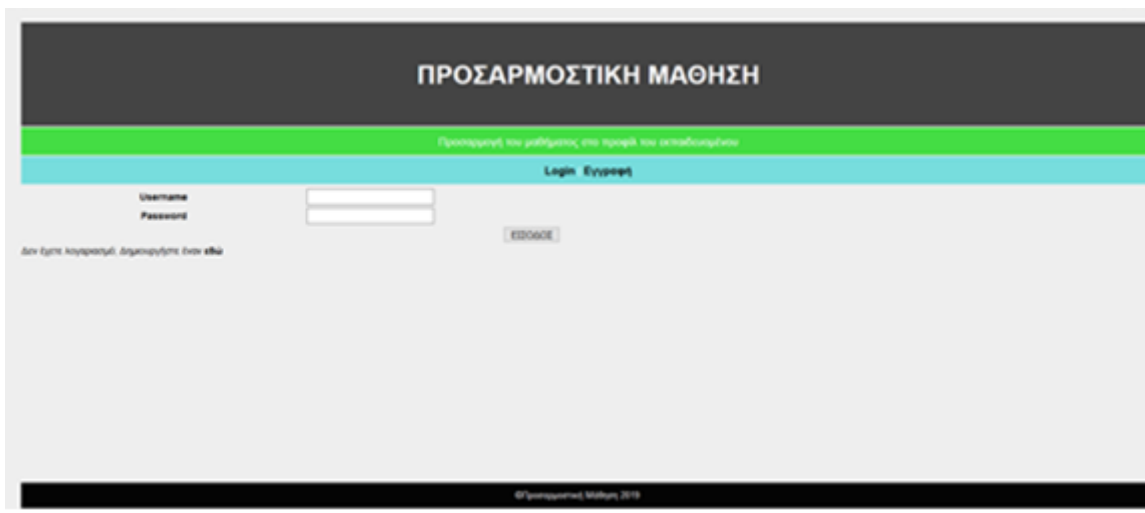 ΠΡΟΣΑΡΜΟΣΤΙΚΗ ΜΑΘΗΣΗ
Προσαρμογή του μαθήματος στο προφίλ του εκπαιδευομένου
Login Εγγραφή
Username
Password
ΕΙΣΟΔΟΣ
Δεν έχετε λογαριασμό; Δημιουργήστε έναν εδώ
©Προσαρμοστική Μάθηση 2019